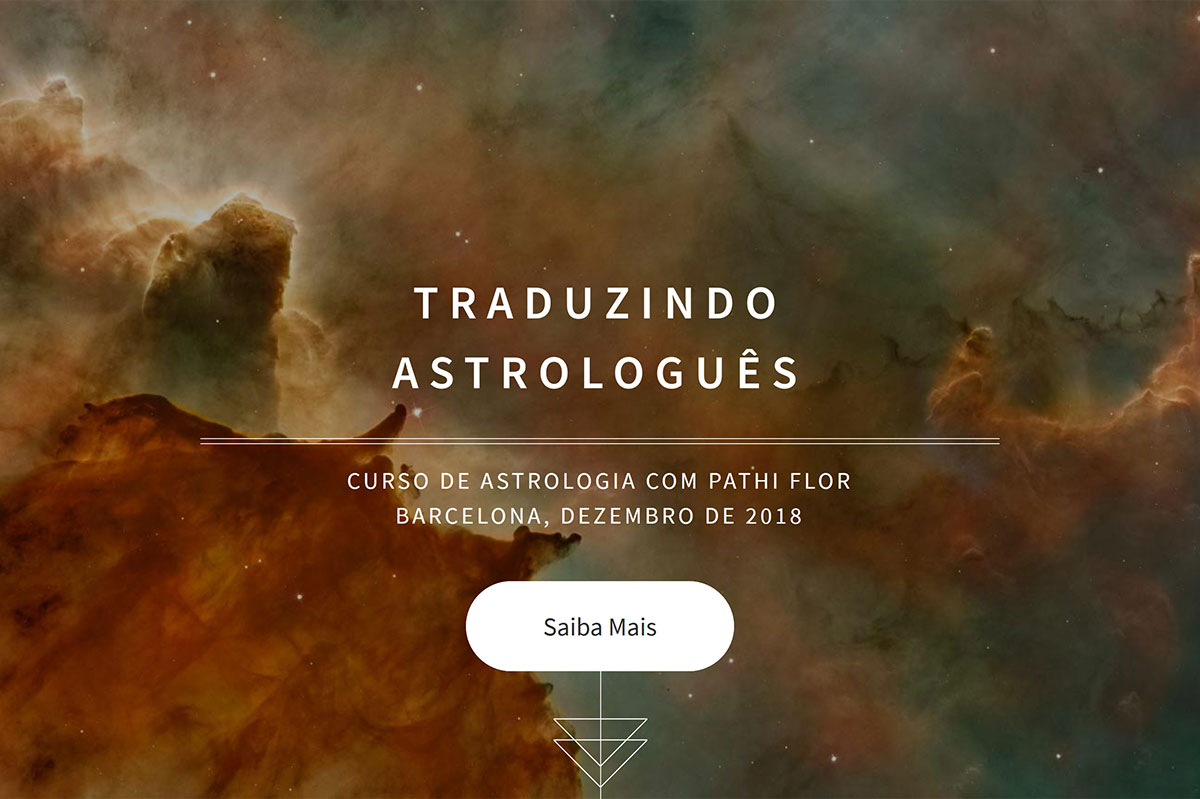 TRADUZINDO
ASTROLOGUÊS
CURSO DE ASTROLOGIA COM PATHI FLOR
BARCELONA, DEZEMBRO DE 2018
Saiba Mais